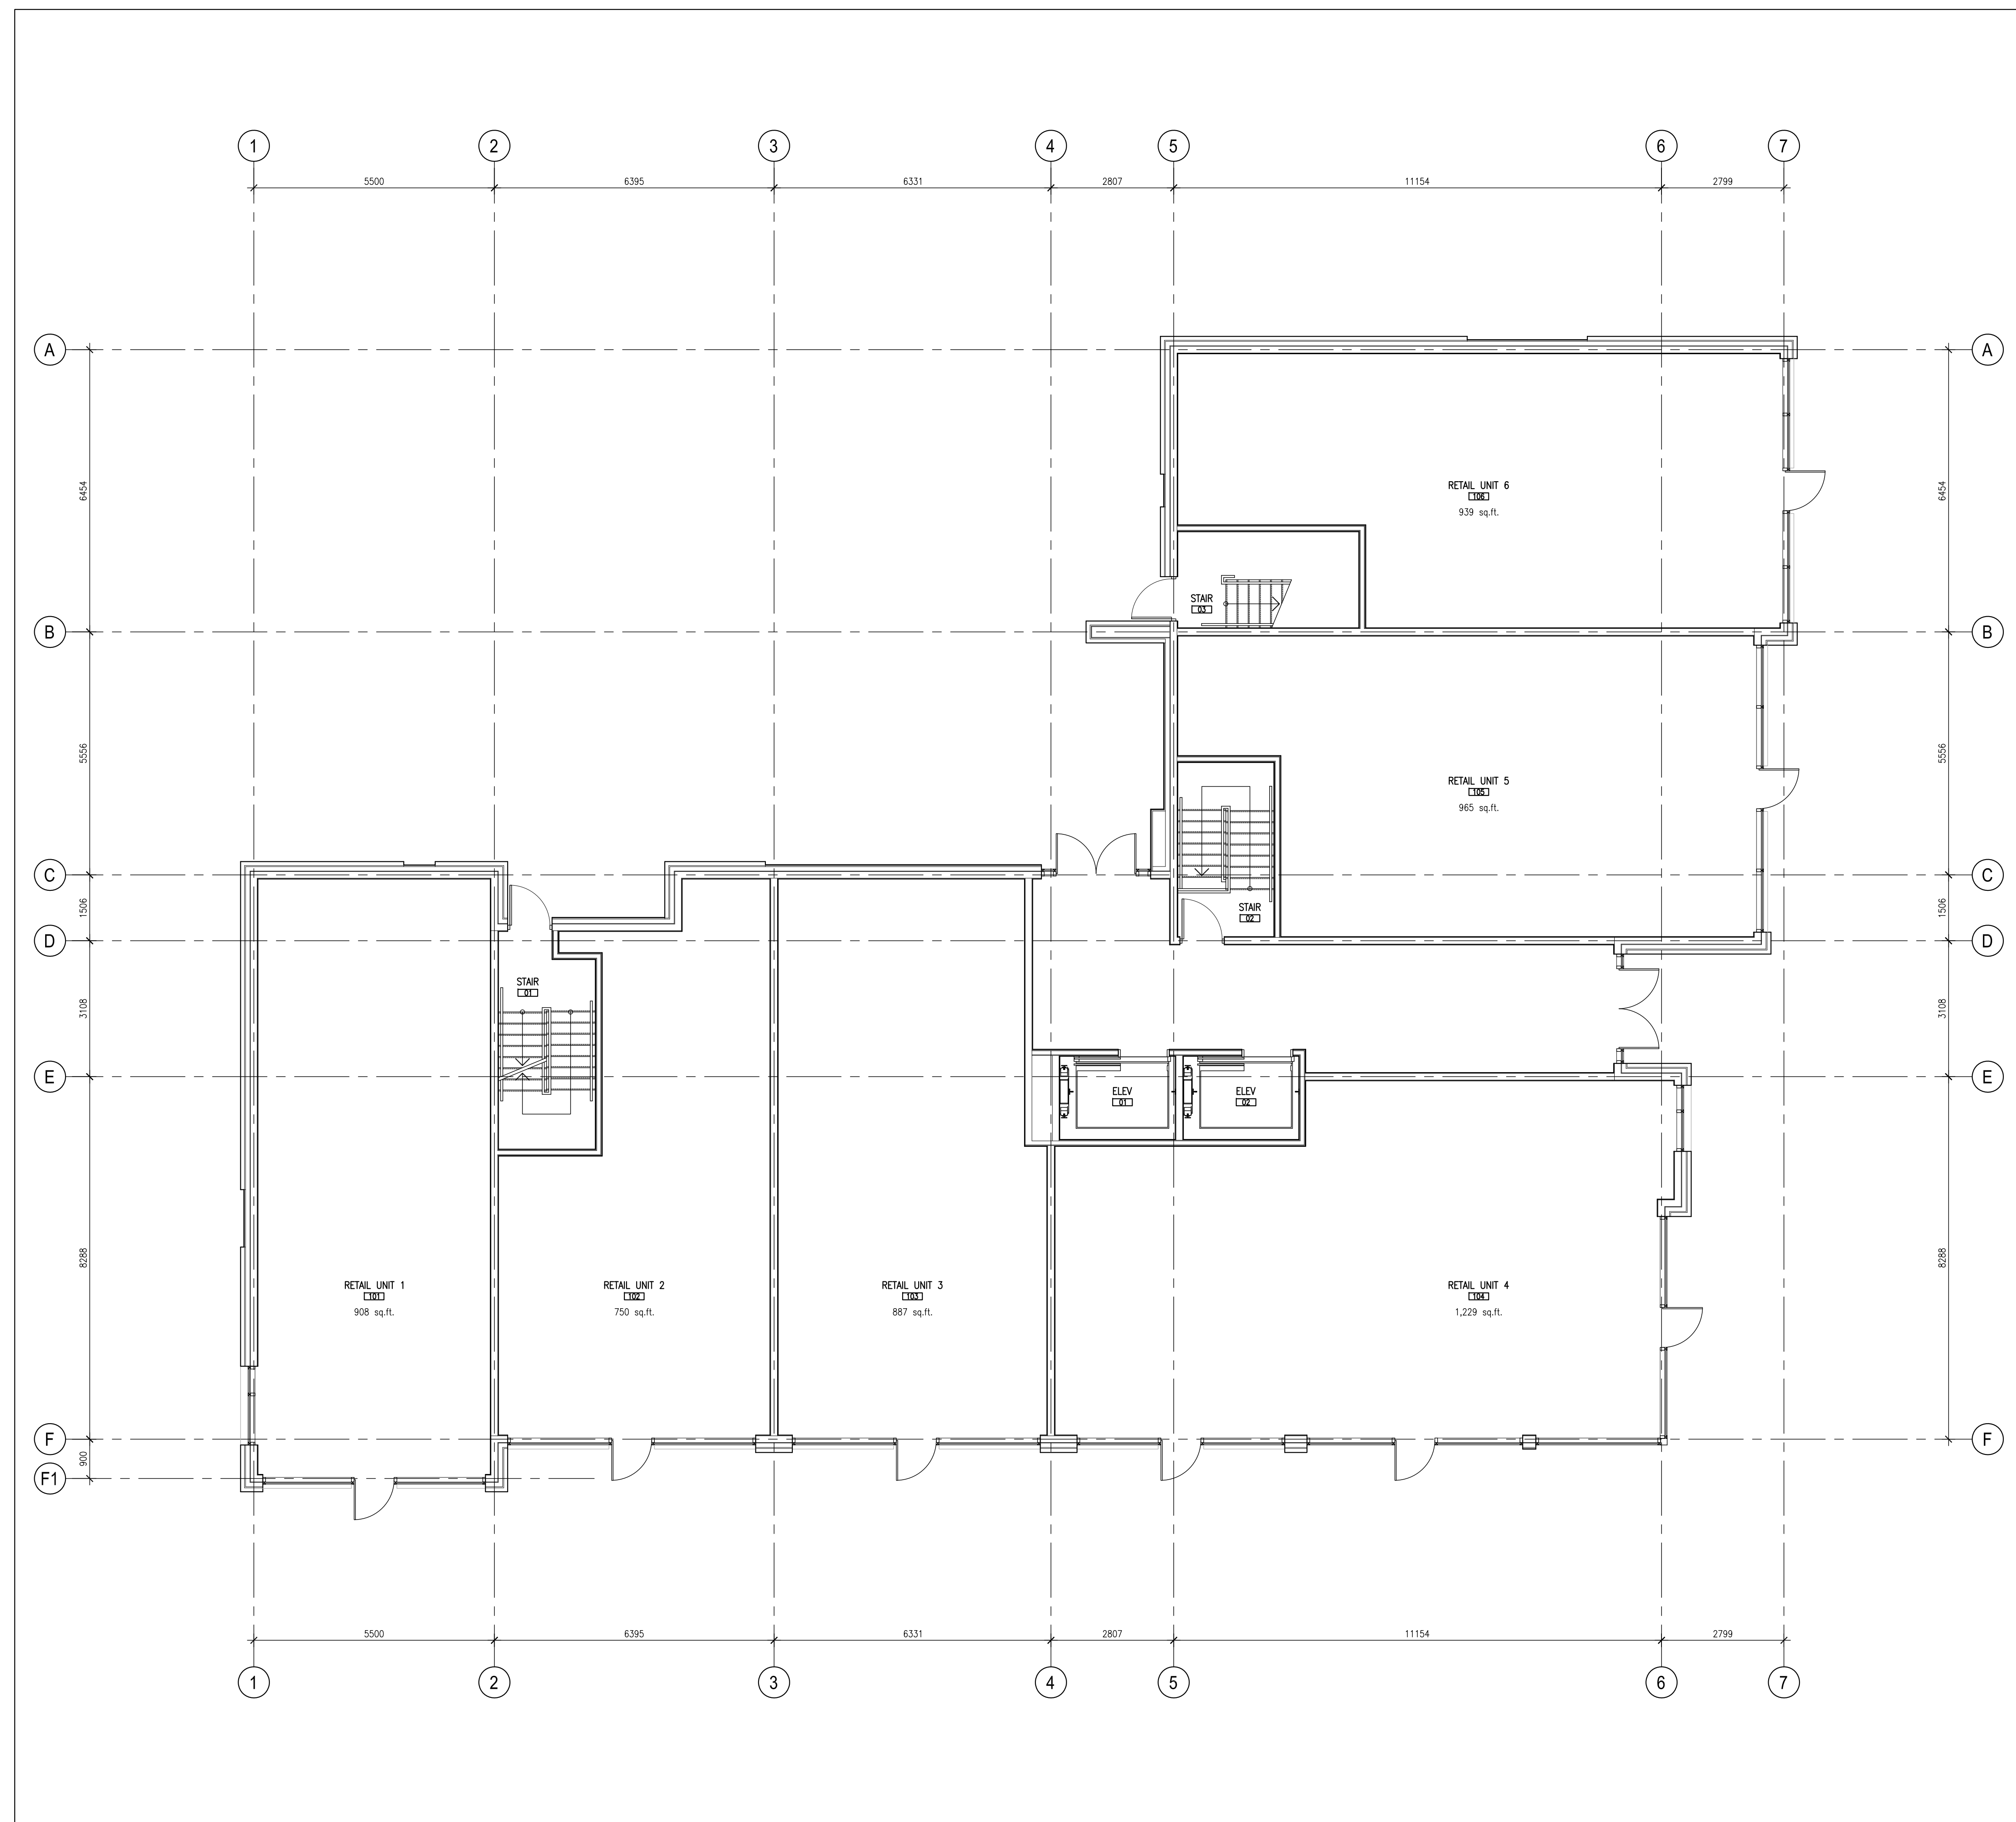 1 2 3 4 5 6 7
5500 6395 6331 2807 11154 2799
A A
6454 6454
RETAIL UNIT 6
106
939 sq.ft.
STAIR
03
B B
5556 5556
RETAIL UNIT 5
105
965 sq.ft.
C C
1506
STAIR
02
D D
STAIR
01
3108 3108
E E
ELEV
01
ELEV
02
8288 8288
RETAIL UNIT 1
101
908 sq.ft.
RETAIL UNIT 2
102
750 sq.ft.
RETAIL UNIT 3
103
887 sq.ft.
RETAIL UNIT 4
104
1,229 sq.ft.
F F
900
F1
5500 6395 6331 2807 11154 2799
1 2 3 4 5 6 7
1506